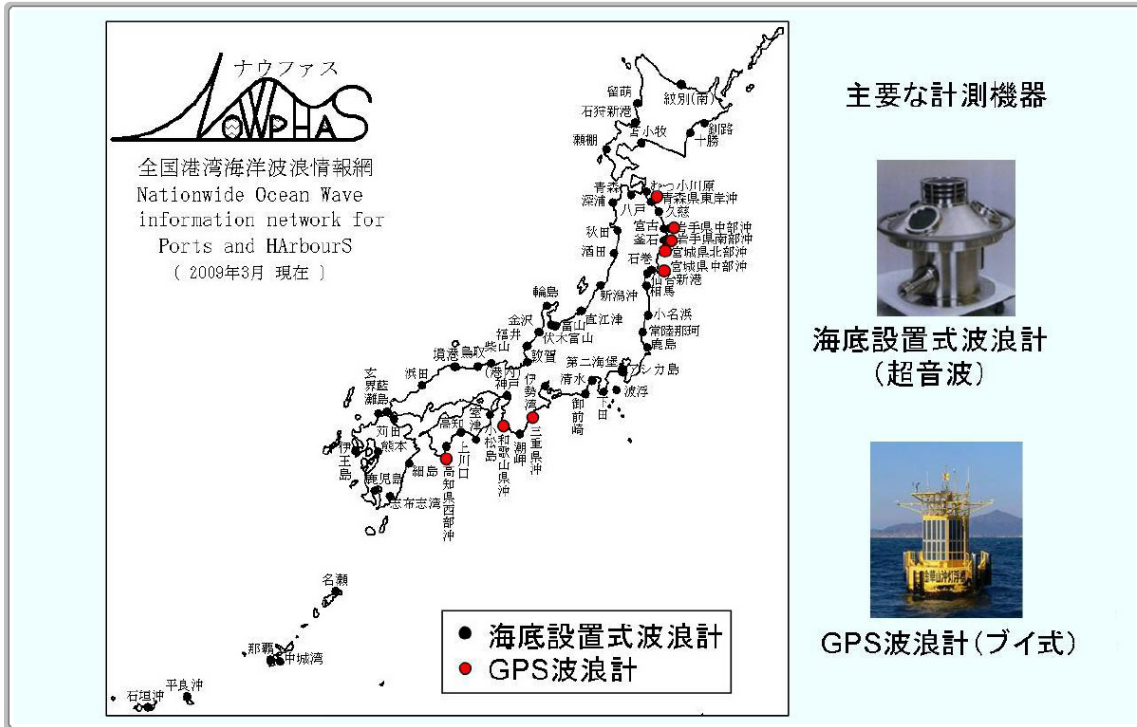 ナウファス
NOWPHAS
全国港湾海洋波浪情報網
Nationwide Ocean Wave
information network for
Ports and HArbourS
( 2009年3月 現在 )
主要な計測機器
海底設置式波浪計
(超音波)
GPS波浪計(ブイ式)
留萌
紋別(南)
石狩新港
苫小牧
釧路
十勝
瀬棚
青森
むつ小川原
青森県東岸沖
深浦
八戸
久慈
宮古
岩手県中部沖
釜石
岩手県南部沖
秋田
宮城県北部沖
酒田
石巻
宮城県中部沖
仙台新港
相馬
新潟沖
輪島
小名浜
直江津
金沢
富山
伏木富山
常陸那珂
鹿島
福井
柴山
(港内)
敦賀
境港
鳥取
浜田
第二海堡
アシカ島
清水
波浮
下田
御前崎
伊勢湾
神戸
玄界灘
藍島
苅田
室津
小松島
高知
上川口
和歌山県沖
潮岬
三重県沖
熊本
伊王島
細島
高知県西部沖
鹿児島
志布志湾
名瀬
那覇
中城湾
平良沖
石垣沖
海底設置式波浪計
GPS波浪計
金華山沖灯浮標